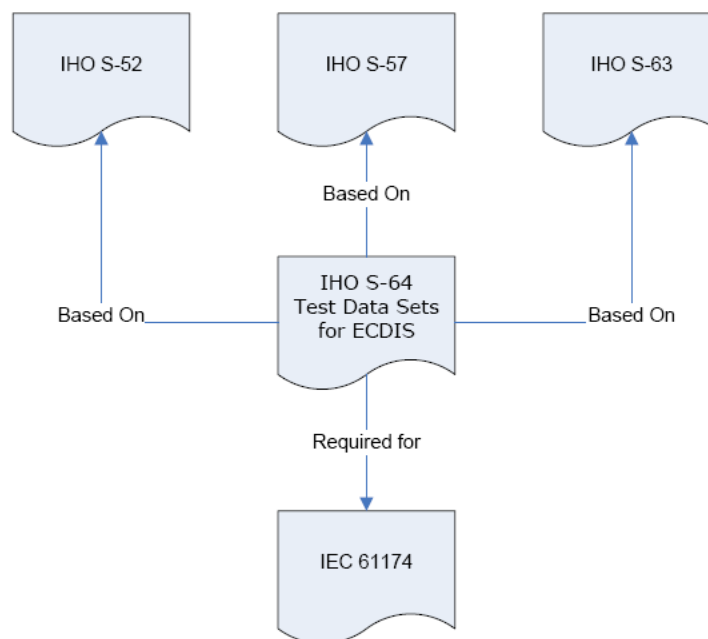 IHO S-52
IHO S-57
IHO S-63
Based On
IHO S-64
Test Data Sets
for ECDIS
Based On
Based On
Required for
IEC 61174